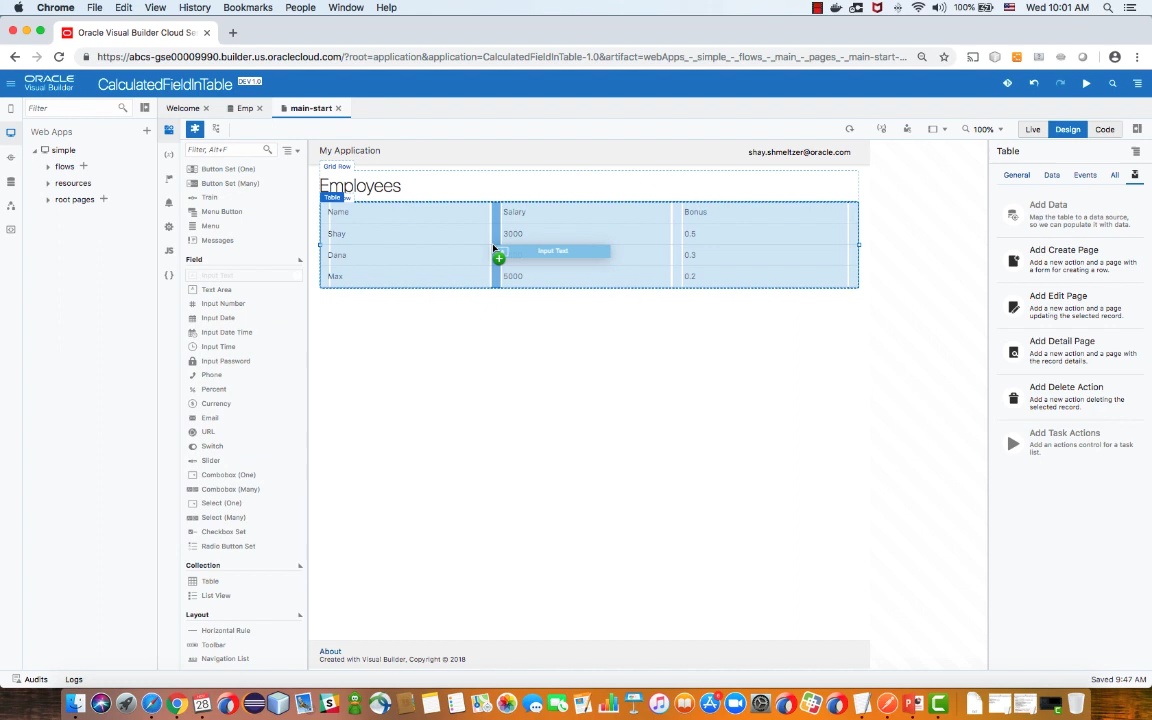 Chrome File Edit View History Bookmarks People Window Help 100% Wed 10:01 AM
Oracle Visual Builder Cloud Se
https://abcs-gse00009990.builder.us.oraclecloud.com/?root=application&application=CalculatedFieldInTable-1.0&artifact=webApps_-_simple_-_flows_-_main_-_pages_-_main-start-...
ORACLE
Visual Builder
CalculatedFieldInTable DEV 1.0
Filter
Welcome
Emp
main-start
Web Apps
simple
flows
resources
root pages
Filter, Alt+F
100%
Live Design Code
Button Set (One)
Button Set (Many)
Train
Menu Button
Menu
Messages
Field
Input Text
Text Area
Input Number
Input Date
Input Date Time
Input Time
Input Password
Phone
Percent
Currency
Email
URL
Switch
Slider
Combobox (One)
Combobox (Many)
Select (One)
Select (Many)
Checkbox Set
Radio Button Set
Collection
Table
List View
Layout
Horizontal Rule
Toolbar
Navigation List
My Application
shay.shmeltzer@oracle.com
Grid Row
Employees
Table
Name Salary Bonus
Shay 3000 0.5
Input Text
Dana 0.3
Max 5000 0.2
About
Created with Visual Builder, Copyright © 2018
Table
General Data Events All
Add Data
Map the table to a data source,
so we can populate it with data.
Add Create Page
Add a new action and a page with
a form for creating a row.
Add Edit Page
Add a new action and a page
updating the selected record.
Add Detail Page
Add a new action and a page with
the record details.
Add Delete Action
Add a new action deleting the
selected record.
Add Task Actions
Add an actions control for a task
list.
Audits
Logs
Saved 9:47 AM
28